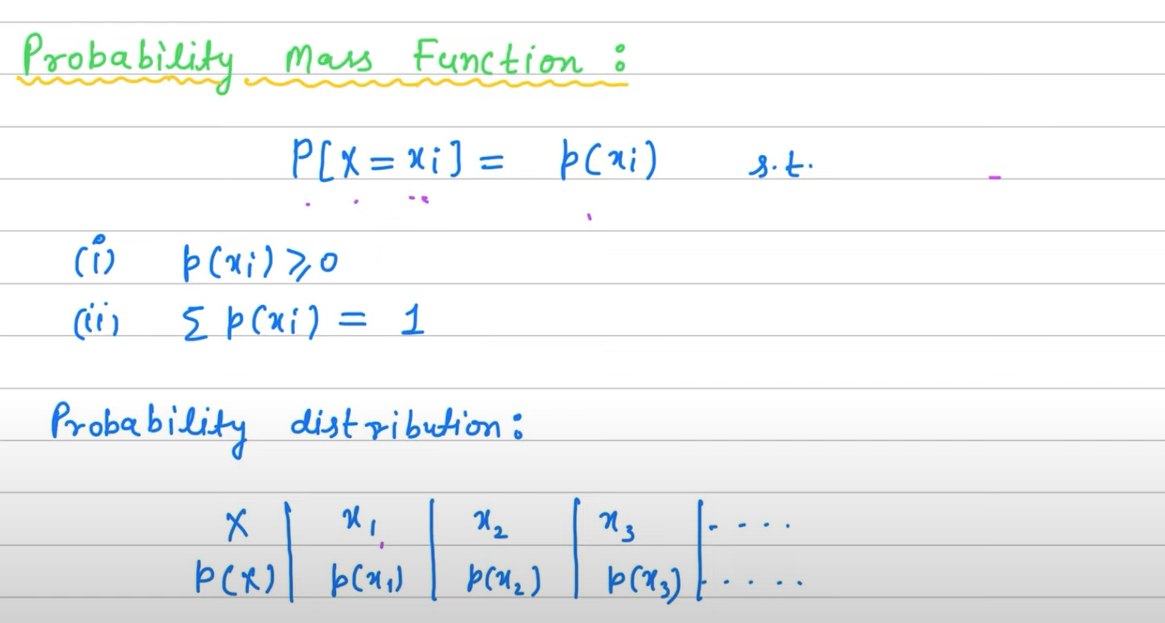 Probability Mass Function :
P[X = xi] = p(xi) s.t.
(i) p(xi) ⩾ 0
(ii) Σ p(xi) = 1
Probability distribution :
X | x₁ | x₂ | x₃ | ....
p(X) | p(x₁) | p(x₂) | p(x₃) | ....